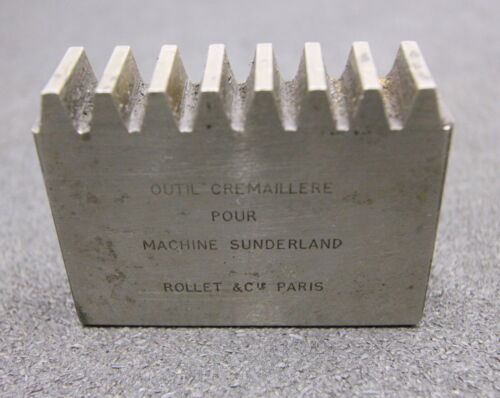 OUTIL CREMAILLERE
POUR
MACHINE SUNDERLAND
ROLLET & CIE PARIS